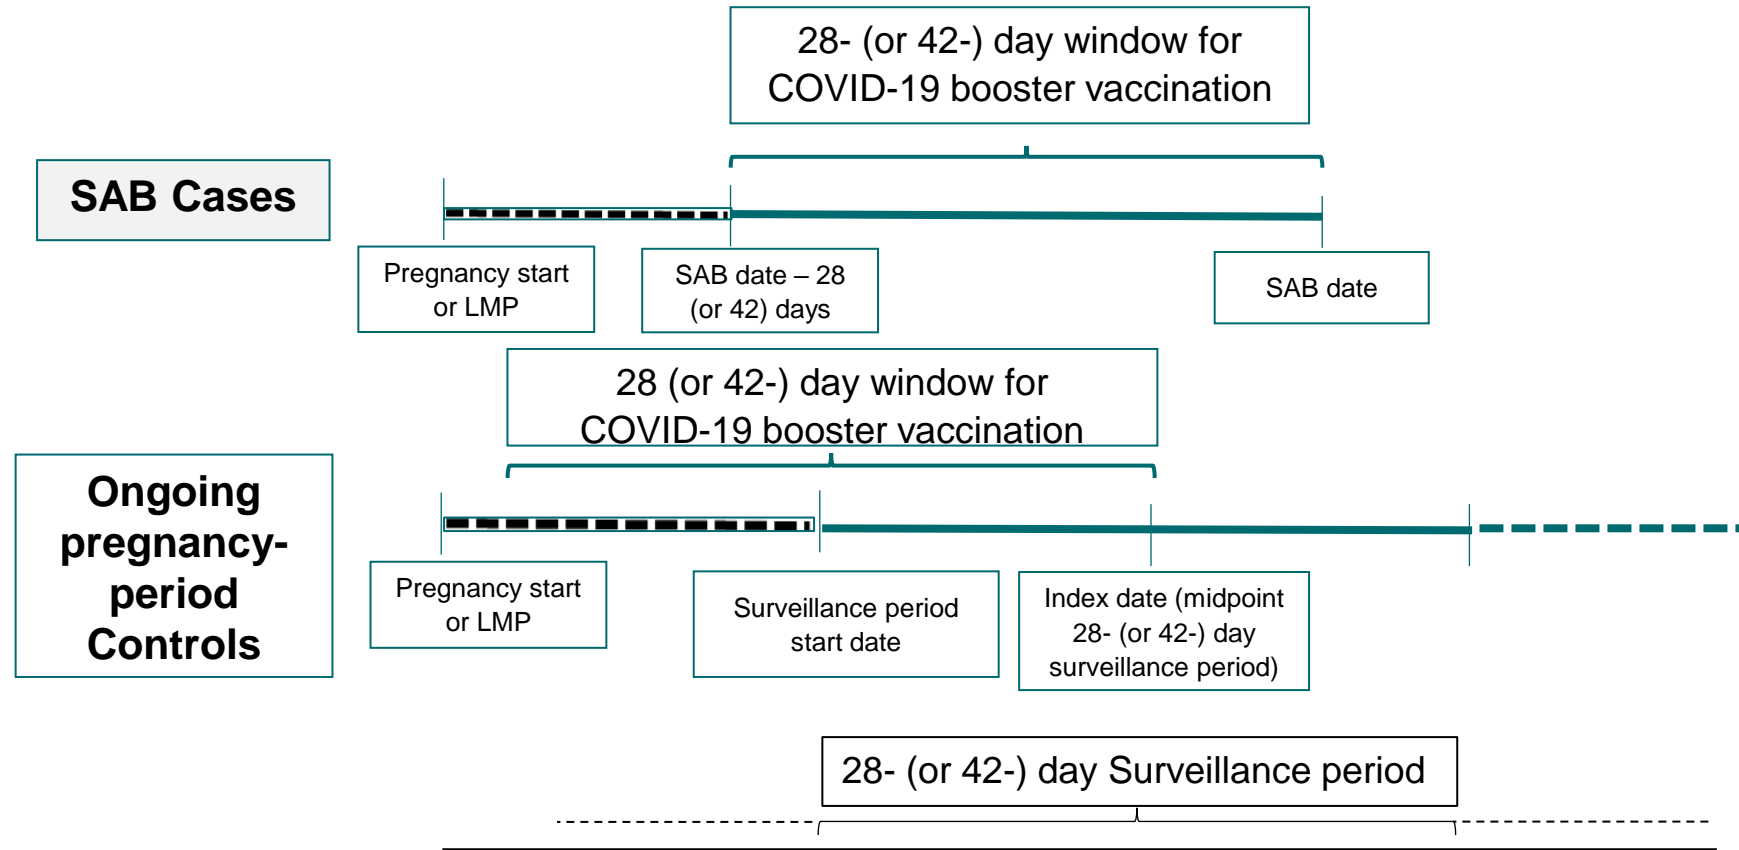 28- (or 42-) day window for
COVID-19 booster vaccination
SAB Cases
Pregnancy start
or LMP
SAB date – 28
(or 42) days
SAB date
28 (or 42-) day window for
COVID-19 booster vaccination
Ongoing
pregnancy-
period
Controls
Pregnancy start
or LMP
Surveillance period
start date
Index date (midpoint
28- (or 42-) day
surveillance period)
28- (or 42-) day Surveillance period